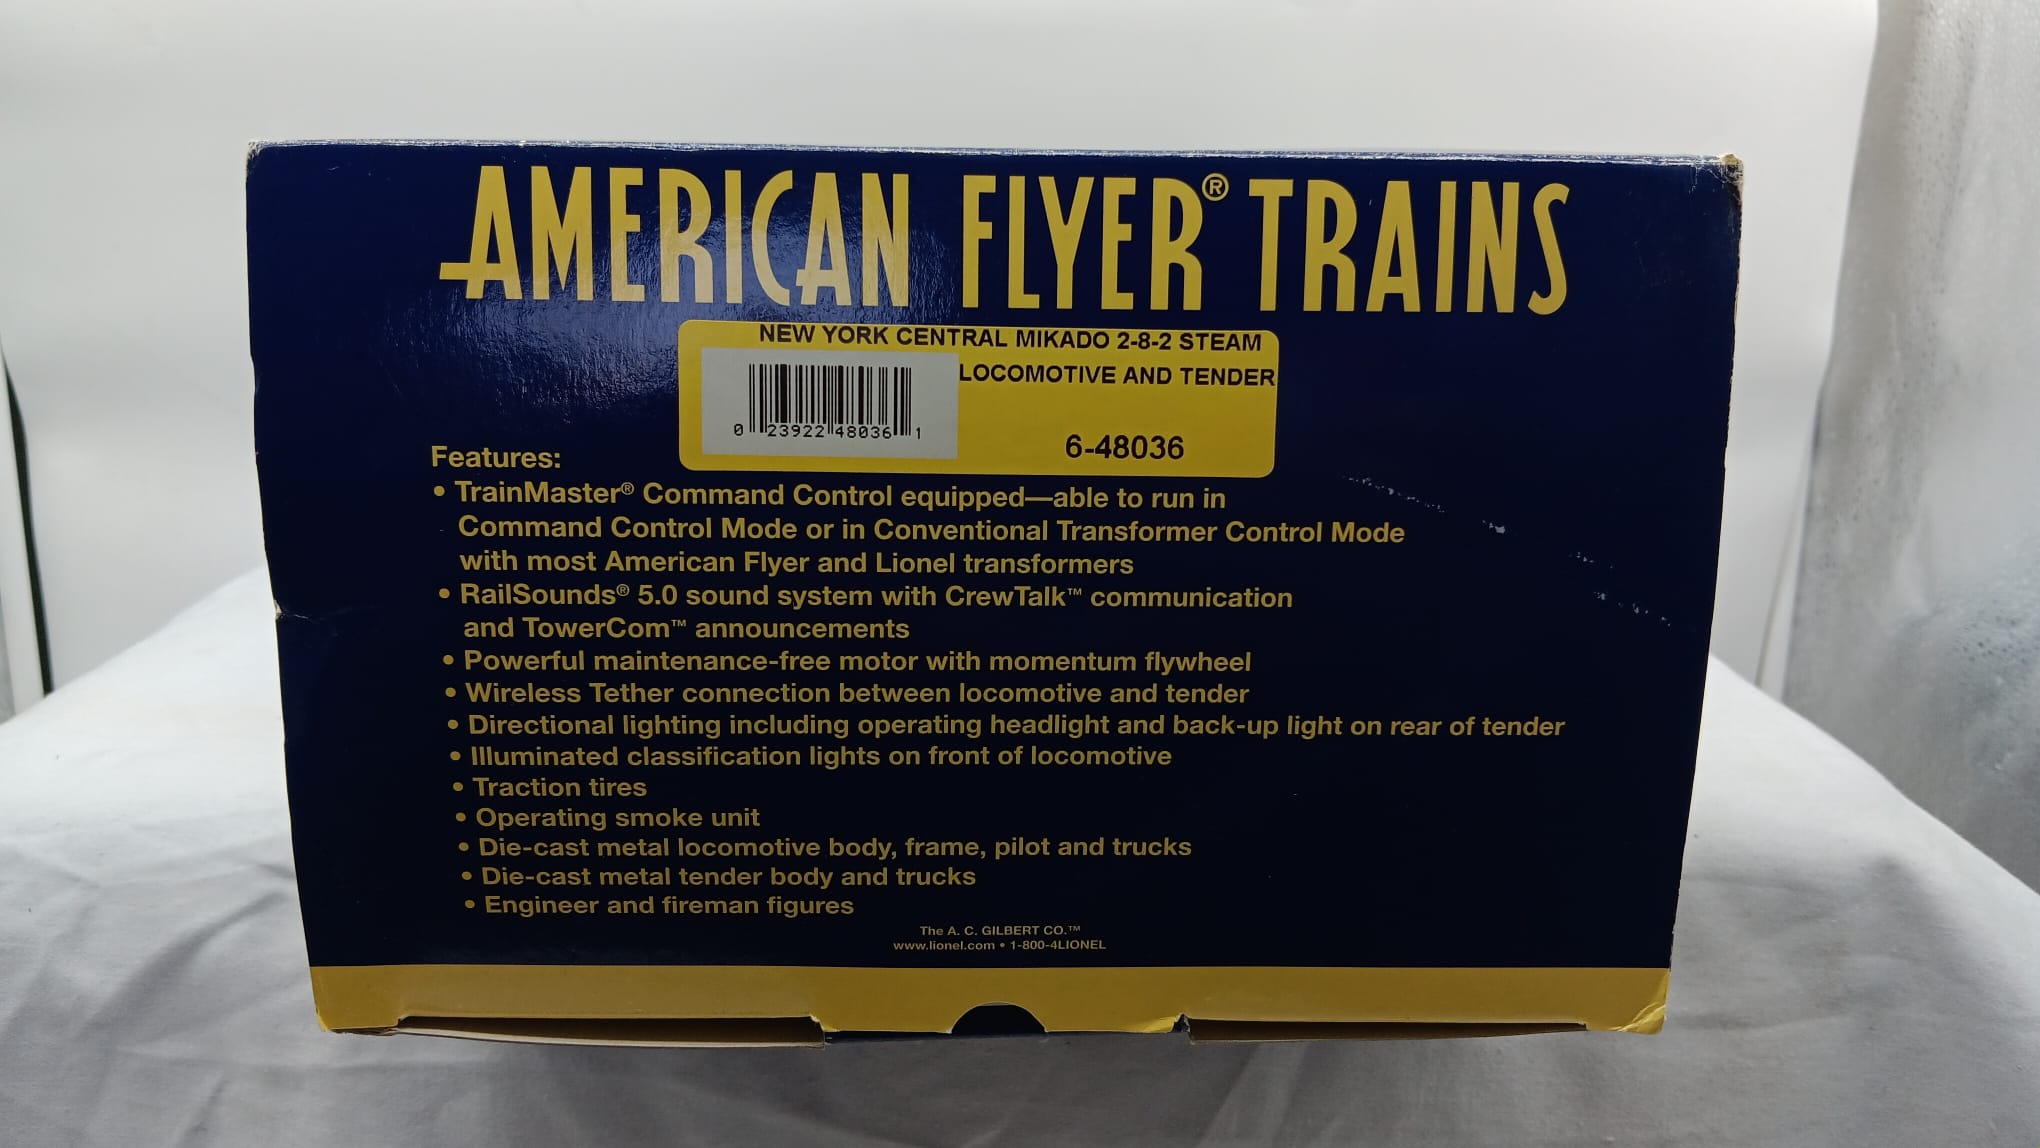 AMERICAN FLYER® TRAINS
NEW YORK CENTRAL MIKADO 2-8-2 STEAM
LOCOMOTIVE AND TENDER
0 23922 48036 1
6-48036
Features:
• TrainMaster® Command Control equipped—able to run in
Command Control Mode or in Conventional Transformer Control Mode
with most American Flyer and Lionel transformers
• RailSounds® 5.0 sound system with CrewTalk™ communication
and TowerCom™ announcements
• Powerful maintenance-free motor with momentum flywheel
• Wireless Tether connection between locomotive and tender
• Directional lighting including operating headlight and back-up light on rear of tender
• Illuminated classification lights on front of locomotive
• Traction tires
• Operating smoke unit
• Die-cast metal locomotive body, frame, pilot and trucks
• Die-cast metal tender body and trucks
• Engineer and fireman figures
The A. C. GILBERT CO.™
www.lionel.com • 1-800-4LIONEL